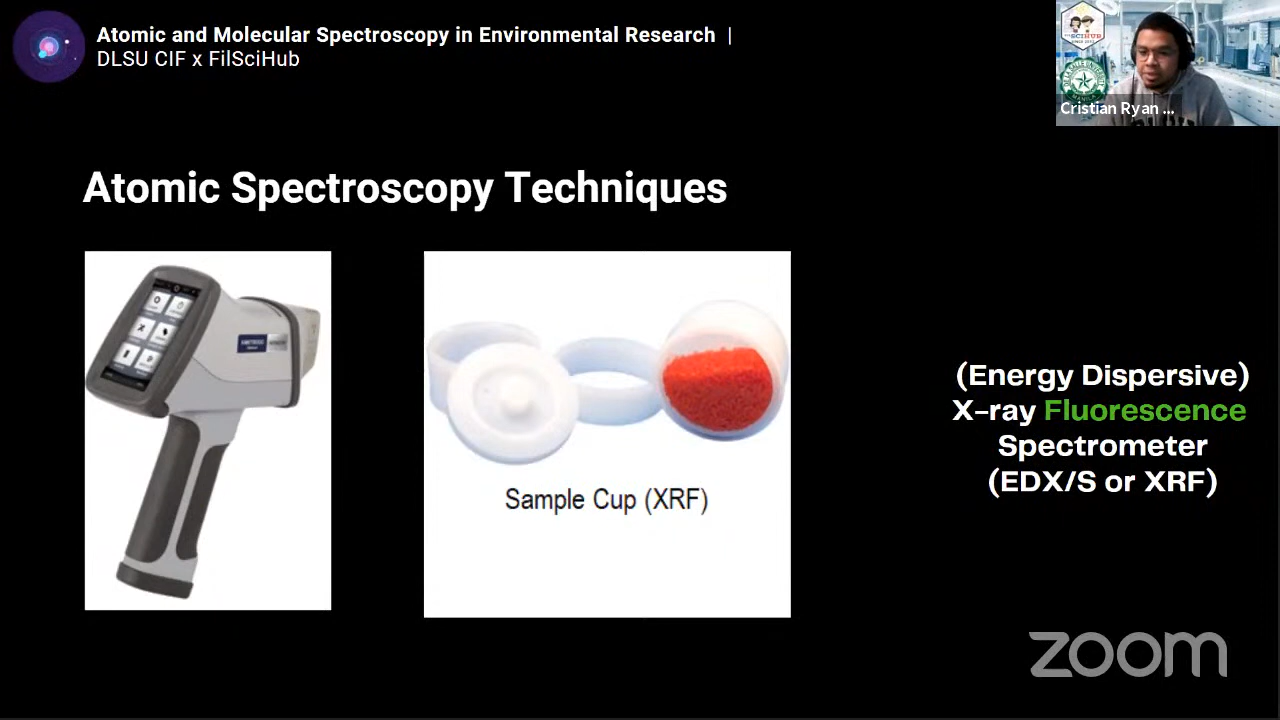 Atomic and Molecular Spectroscopy in Environmental Research |
DLSU CIF x FilSciHub
SCIHUB
Cristian Ryan ...
Atomic Spectroscopy Techniques
Sample Cup (XRF)
(Energy Dispersive)
X-ray Fluorescence
Spectrometer
(EDX/S or XRF)
zoom